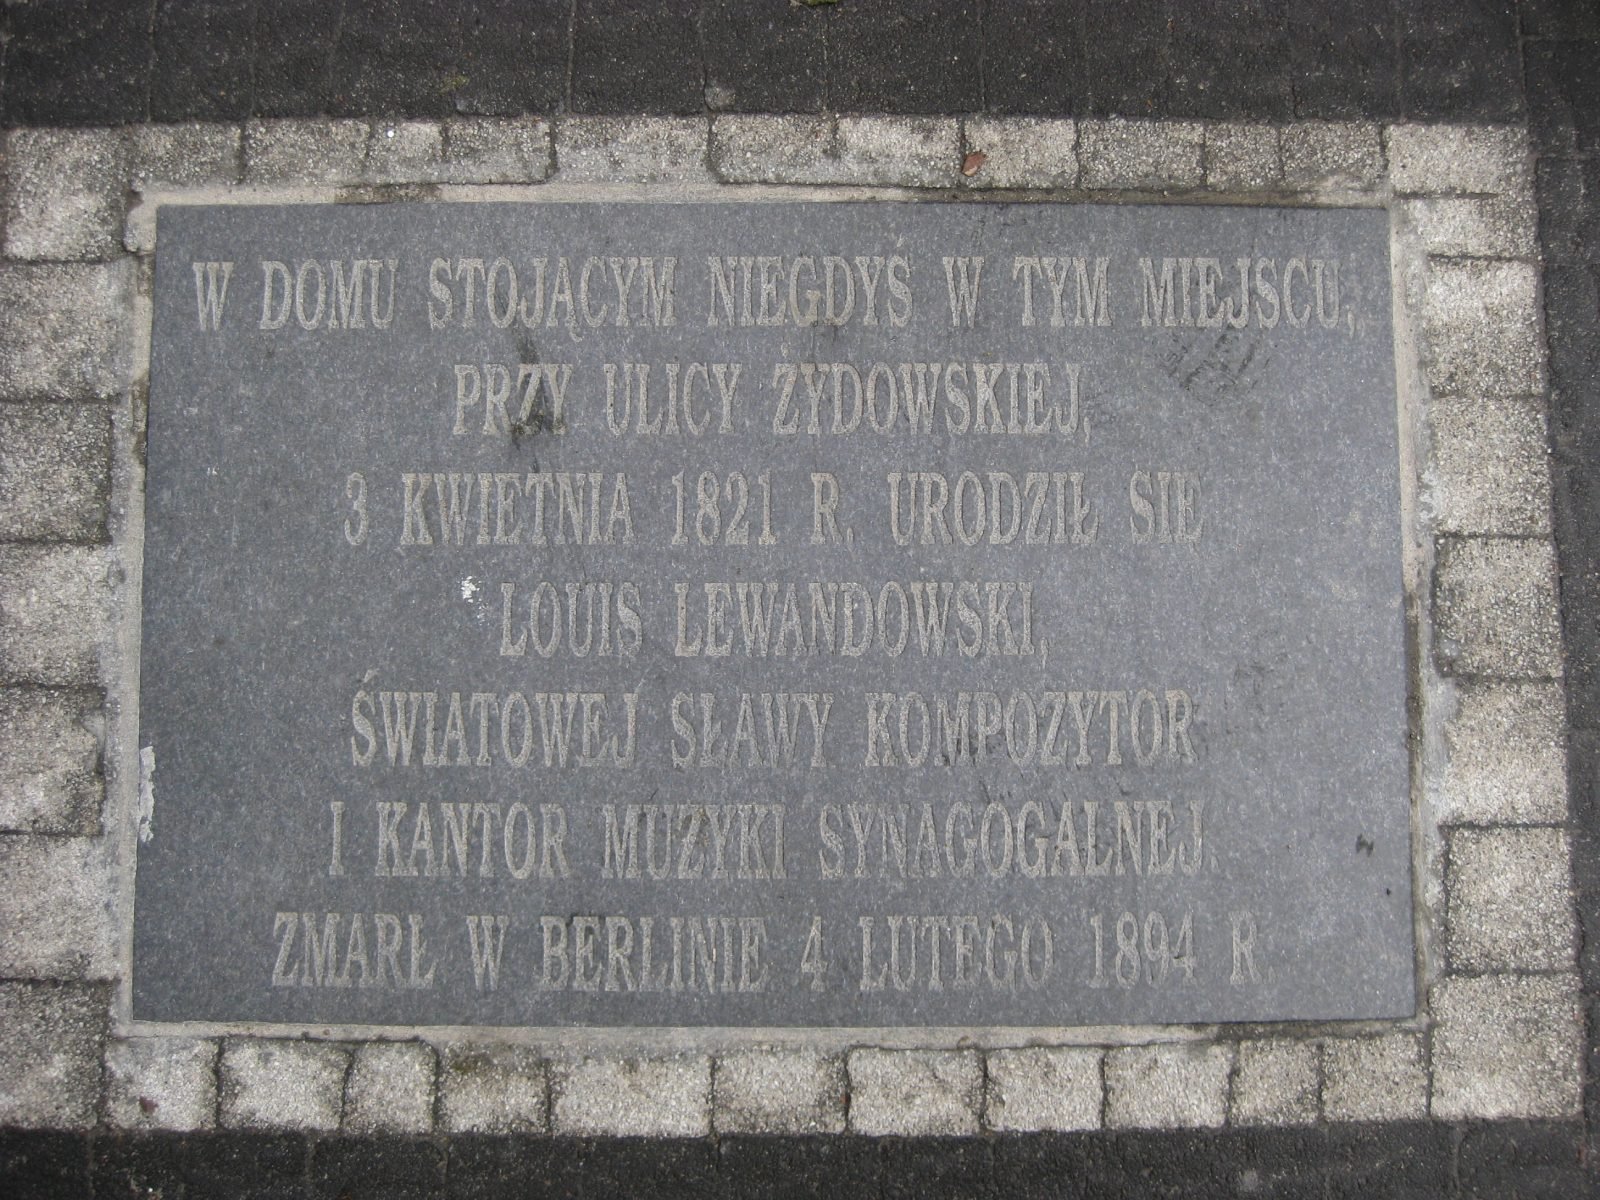 W DOMU STOJĄCYM NIEGDYŚ W TYM MIEJSCU,
PRZY ULICY ŻYDOWSKIEJ,
3 KWIETNIA 1821 R. URODZIŁ SIĘ
LOUIS LEWANDOWSKI,
ŚWIATOWEJ SŁAWY KOMPOZYTOR
I KANTOR MUZYKI SYNAGOGALNEJ.
ZMARŁ W BERLINIE 4 LUTEGO 1894 R.